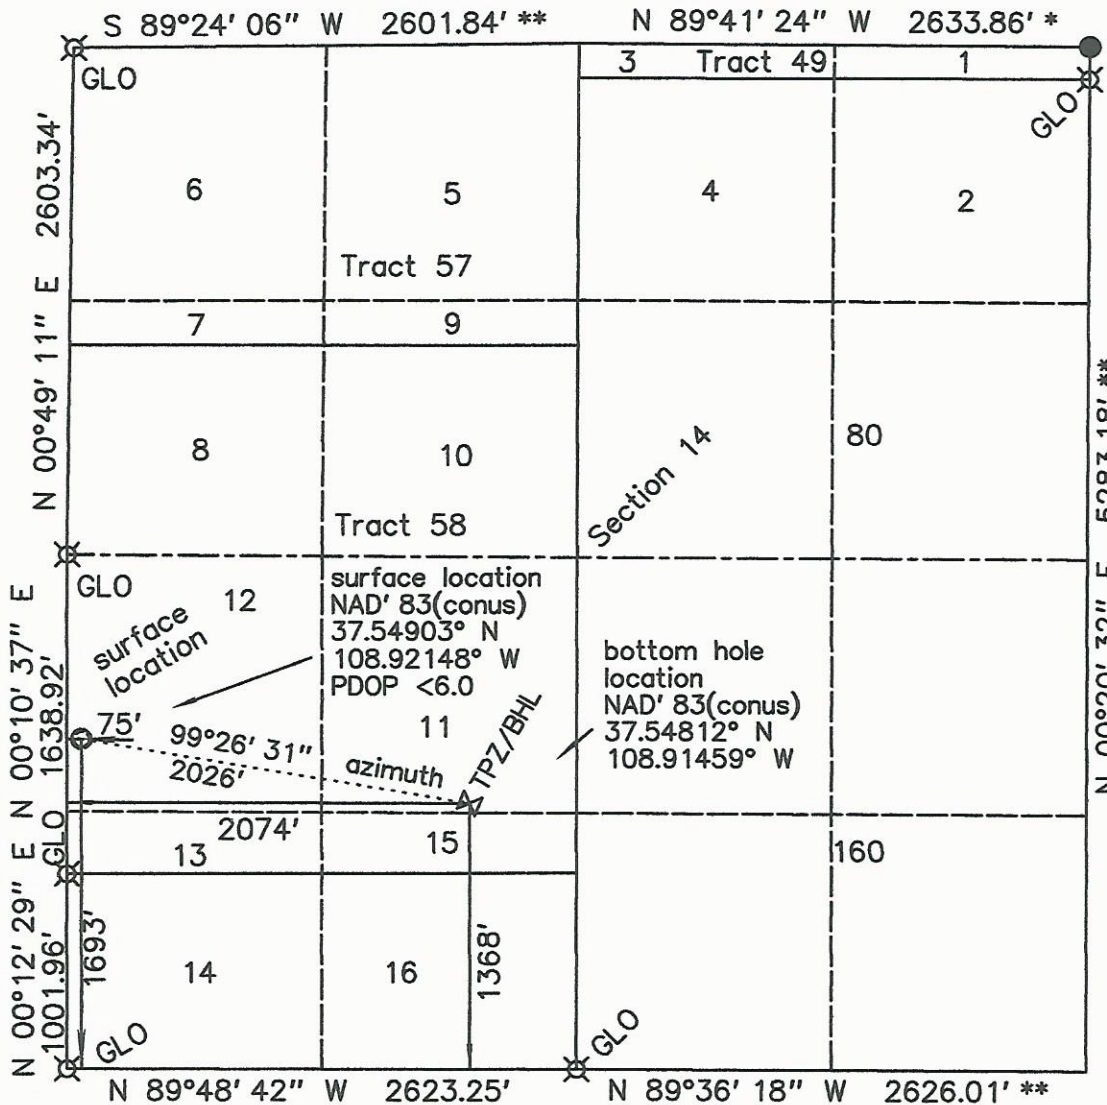 S 89°24' 06" W 2601.84' **
N 89°41' 24" W 2633.86' *
GLO
3 Tract 49 1
GLO
N 00°49' 11" E 2603.34'
6 5 4 2
Tract 57
7 9
8 10
Section 14
80
N 00°20' 32" E 5283.18' **
Tract 58
GLO
12
surface location
NAD' 83(conus)
37.54903° N
108.92148° W
PDOP <6.0
surface
location
bottom hole
location
NAD' 83(conus)
37.54812° N
108.91459° W
N 00°10' 37" E
1638.92'
75'
11
99°26' 31"
azimuth
2026'
TPZ/BHL
2074'
GLO
13 15
160
N 00°12' 29" E
1001.96'
1693'
14 16
1368'
GLO
GLO
N 89°48' 42" W 2623.25'
N 89°36' 18" W 2626.01' **